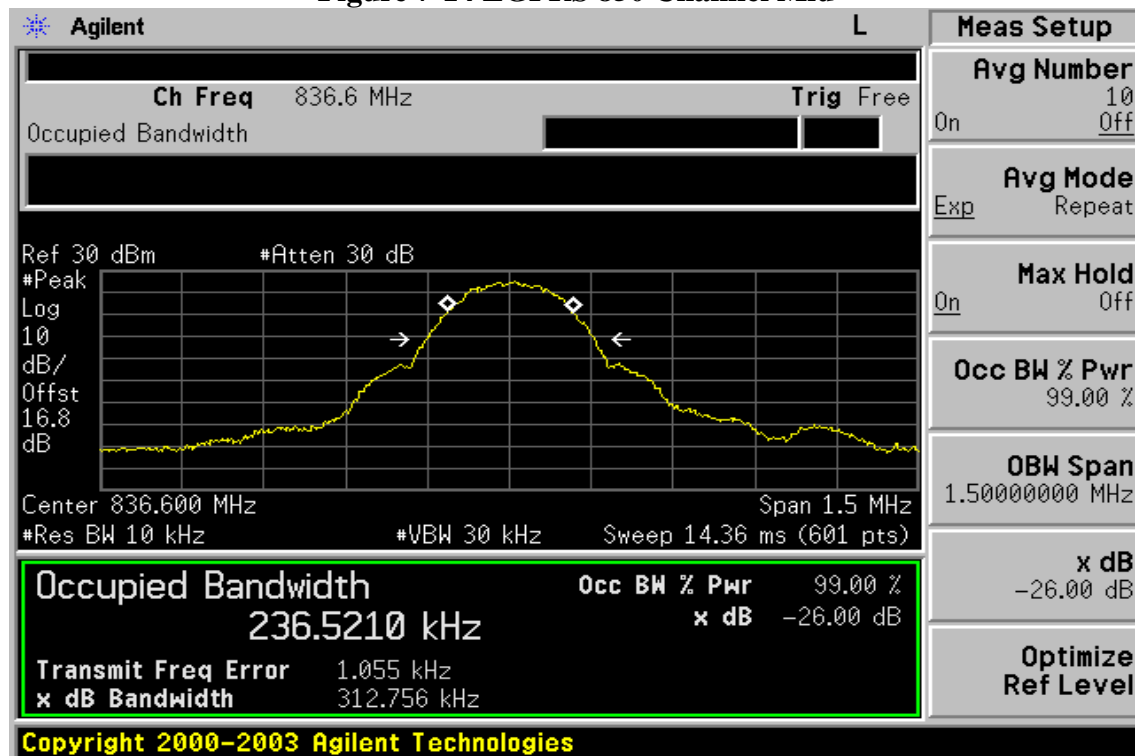 Agilent L
Meas Setup
Ch Freq 836.6 MHz Trig Free
Occupied Bandwidth
Avg Number
10
On Off
Avg Mode
Exp Repeat
Max Hold
On Off
Occ BW % Pwr
99.00 %
OBW Span
1.50000000 MHz
x dB
-26.00 dB
Optimize
Ref Level
Ref 30 dBm #Atten 30 dB
#Peak
Log
10
dB/
Offst
16.8
dB
Center 836.600 MHz Span 1.5 MHz
#Res BW 10 kHz #VBW 30 kHz Sweep 14.36 ms (601 pts)
Occupied Bandwidth Occ BW % Pwr 99.00 %
236.5210 kHz x dB -26.00 dB
Transmit Freq Error 1.055 kHz
x dB Bandwidth 312.756 kHz
Copyright 2000-2003 Agilent Technologies